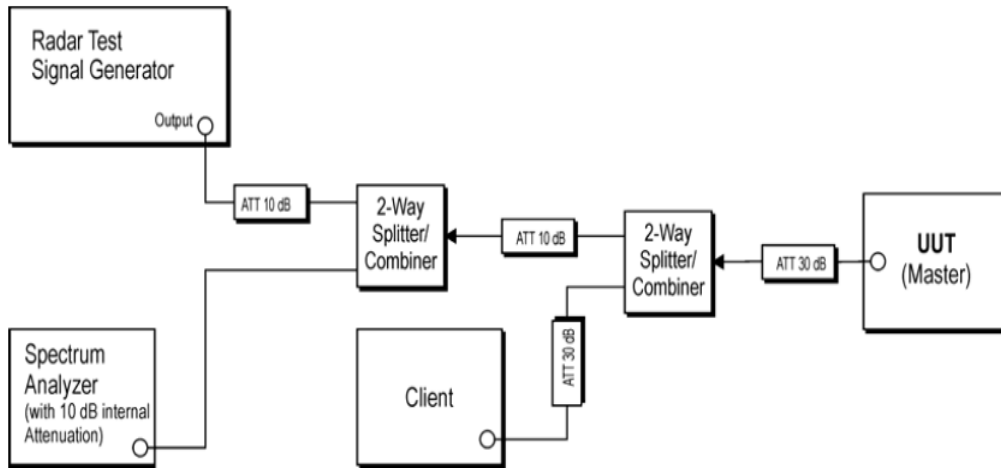 Radar Test
Signal Generator
Output
ATT 10 dB
2-Way
Splitter/
Combiner
ATT 10 dB
2-Way
Splitter/
Combiner
ATT 30 dB
UUT
(Master)
Spectrum
Analyzer
(with 10 dB internal
Attenuation)
Client
ATT 30 dB